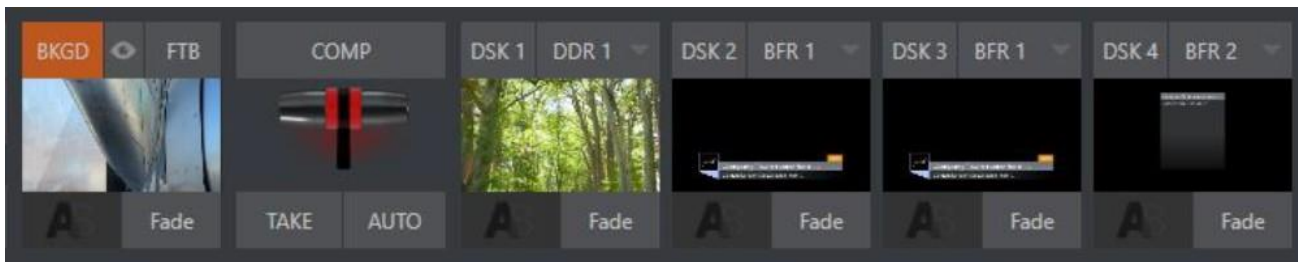 BKGD FTB COMP DSK 1 DDR 1 DSK 2 BFR 1 DSK 3 BFR 1 DSK 4 BFR 2
Fade TAKE AUTO Fade Fade Fade Fade